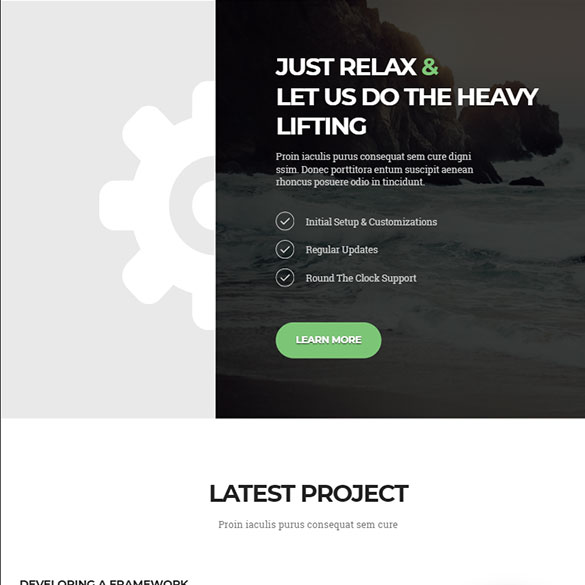 JUST RELAX &
LET US DO THE HEAVY
LIFTING
Proin iaculis purus consequat sem cure digni
ssim. Donec porttitora entum suscipit aenean
rhoncus posuere odio in tincidunt.
Initial Setup & Customizations
Regular Updates
Round The Clock Support
LEARN MORE
LATEST PROJECT
Proin iaculis purus consequat sem cure
DEVELOPING A FRAMEWORK